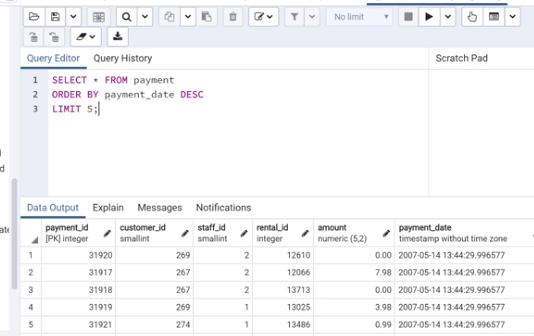 No limit
Query Editor Query History Scratch Pad
1 SELECT * FROM payment
2 ORDER BY payment_date DESC
3 LIMIT 5;
Data Output Explain Messages Notifications
payment_id customer_id staff_id rental_id amount payment_date
[PK] integer smallint smallint integer numeric (5,2) timestamp without time zone
1 31920 269 2 12610 0.00 2007-05-14 13:44:29.996577
2 31917 267 2 12066 7.98 2007-05-14 13:44:29.996577
3 31918 267 2 13713 0.00 2007-05-14 13:44:29.996577
4 31919 269 1 13025 3.98 2007-05-14 13:44:29.996577
5 31921 274 1 13486 0.99 2007-05-14 13:44:29.996577